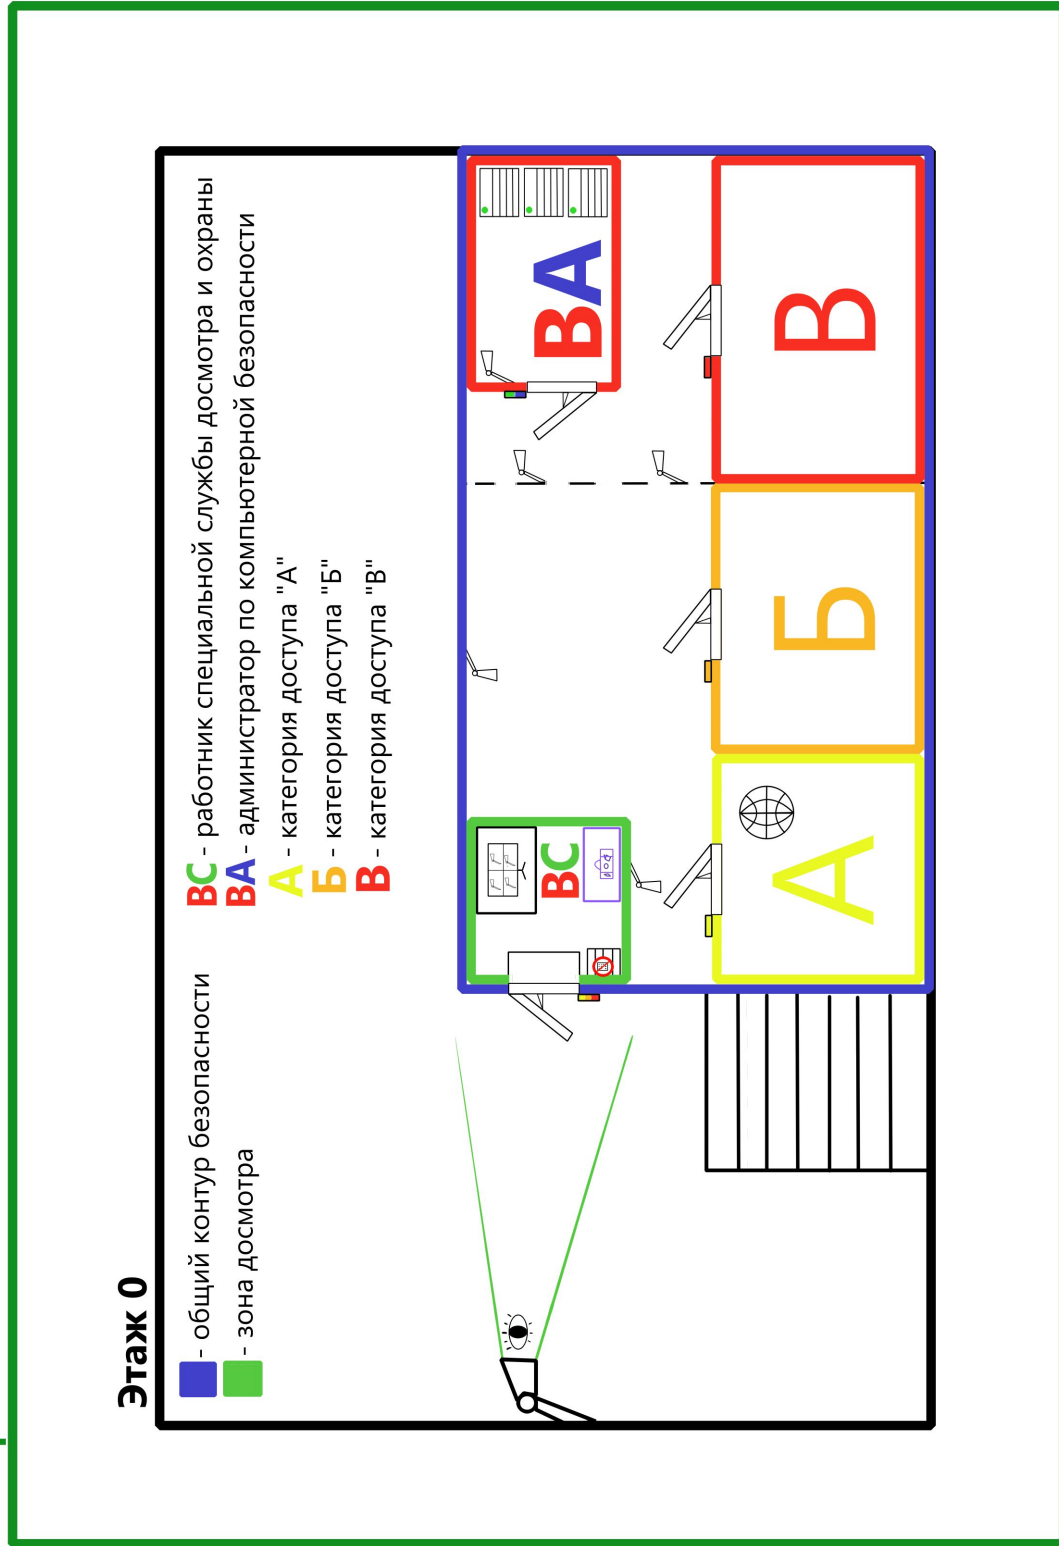 Этаж 0
- общий контур безопасности
- зона досмотра
ВС - работник специальной службы досмотра и охраны
ВА - администратор по компьютерной безопасности
А - категория доступа "А"
Б - категория доступа "Б"
В - категория доступа "В"
ВС
ВА
А
Б
В